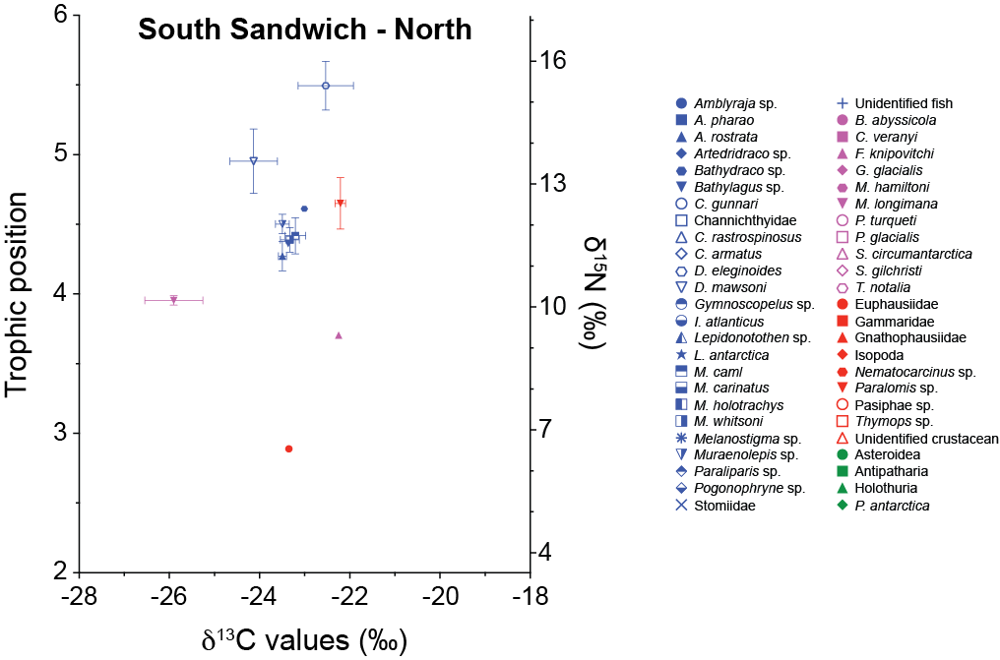 South Sandwich - North
6
5
4
3
2
Trophic position
16
13
10
7
4
δ15N (‰)
-28
-26
-24
-22
-20
-18
δ13C values (‰)
Amblyraja sp.
A. pharao
A. rostrata
Artedridraco sp.
Bathydraco sp.
Bathylagus sp.
C. gunnari
Channichthyidae
C. rastrospinosus
C. armatus
D. eleginoides
D. mawsoni
Gymnoscopelus sp.
I. atlanticus
Lepidonotothen sp.
L. antarctica
M. caml
M. carinatus
M. holotrachys
M. whitsoni
Melanostigma sp.
Muraenolepis sp.
Paraliparis sp.
Pogonophryne sp.
Stomiidae
Unidentified fish
B. abyssicola
C. veranyi
F. knipovitchi
G. glacialis
M. hamiltoni
M. longimana
P. turqueti
P. glacialis
S. circumantarctica
S. gilchristi
T. notalia
Euphausiidae
Gammaridae
Gnathophausiidae
Isopoda
Nematocarcinus sp.
Paralomis sp.
Pasiphae sp.
Thymops sp.
Unidentified crustacean
Asteroidea
Antipatharia
Holothuria
P. antarctica